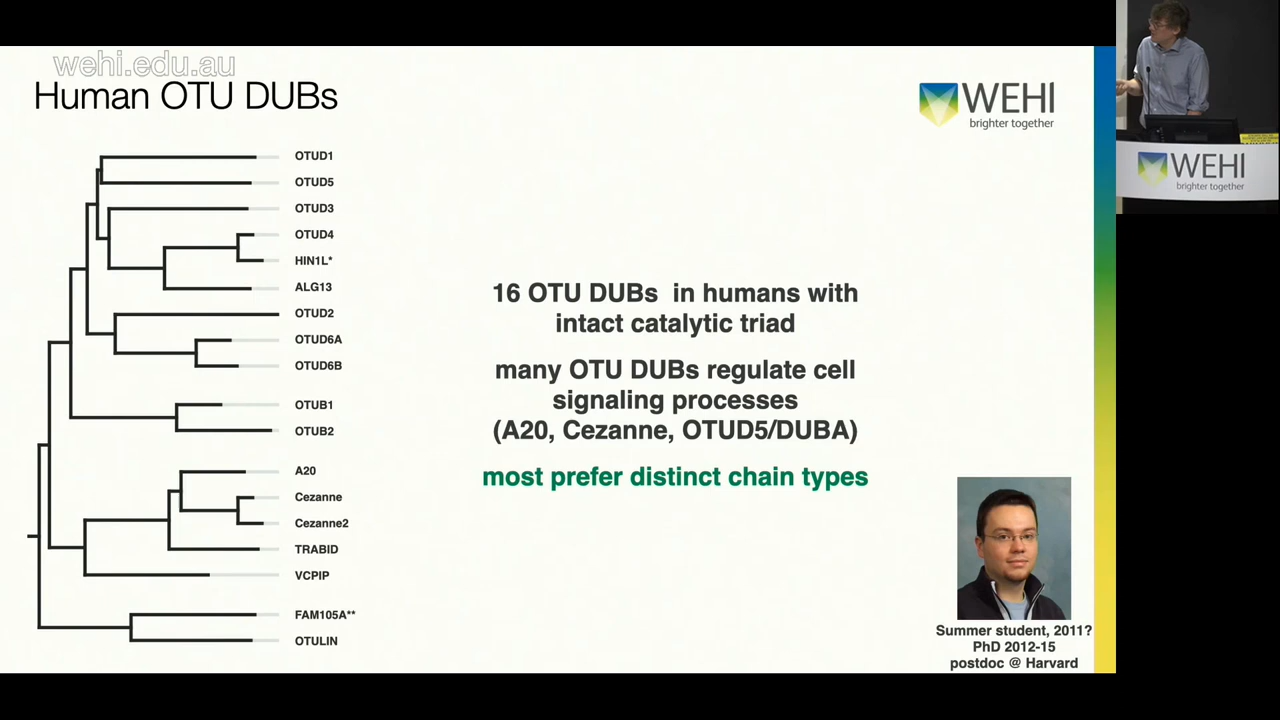 wehi.edu.au
Human OTU DUBs
WEHI
brighter together
OTUD1
OTUD5
OTUD3
OTUD4
HIN1L*
ALG13
OTUD2
OTUD6A
OTUD6B
OTUB1
OTUB2
A20
Cezanne
Cezanne2
TRABID
VCPIP
FAM105A**
OTULIN
16 OTU DUBs in humans with
intact catalytic triad
many OTU DUBs regulate cell
signaling processes
(A20, Cezanne, OTUD5/DUBA)
most prefer distinct chain types
Summer student, 2011?
PhD 2012-15
postdoc @ Harvard
WEHI
brighter together